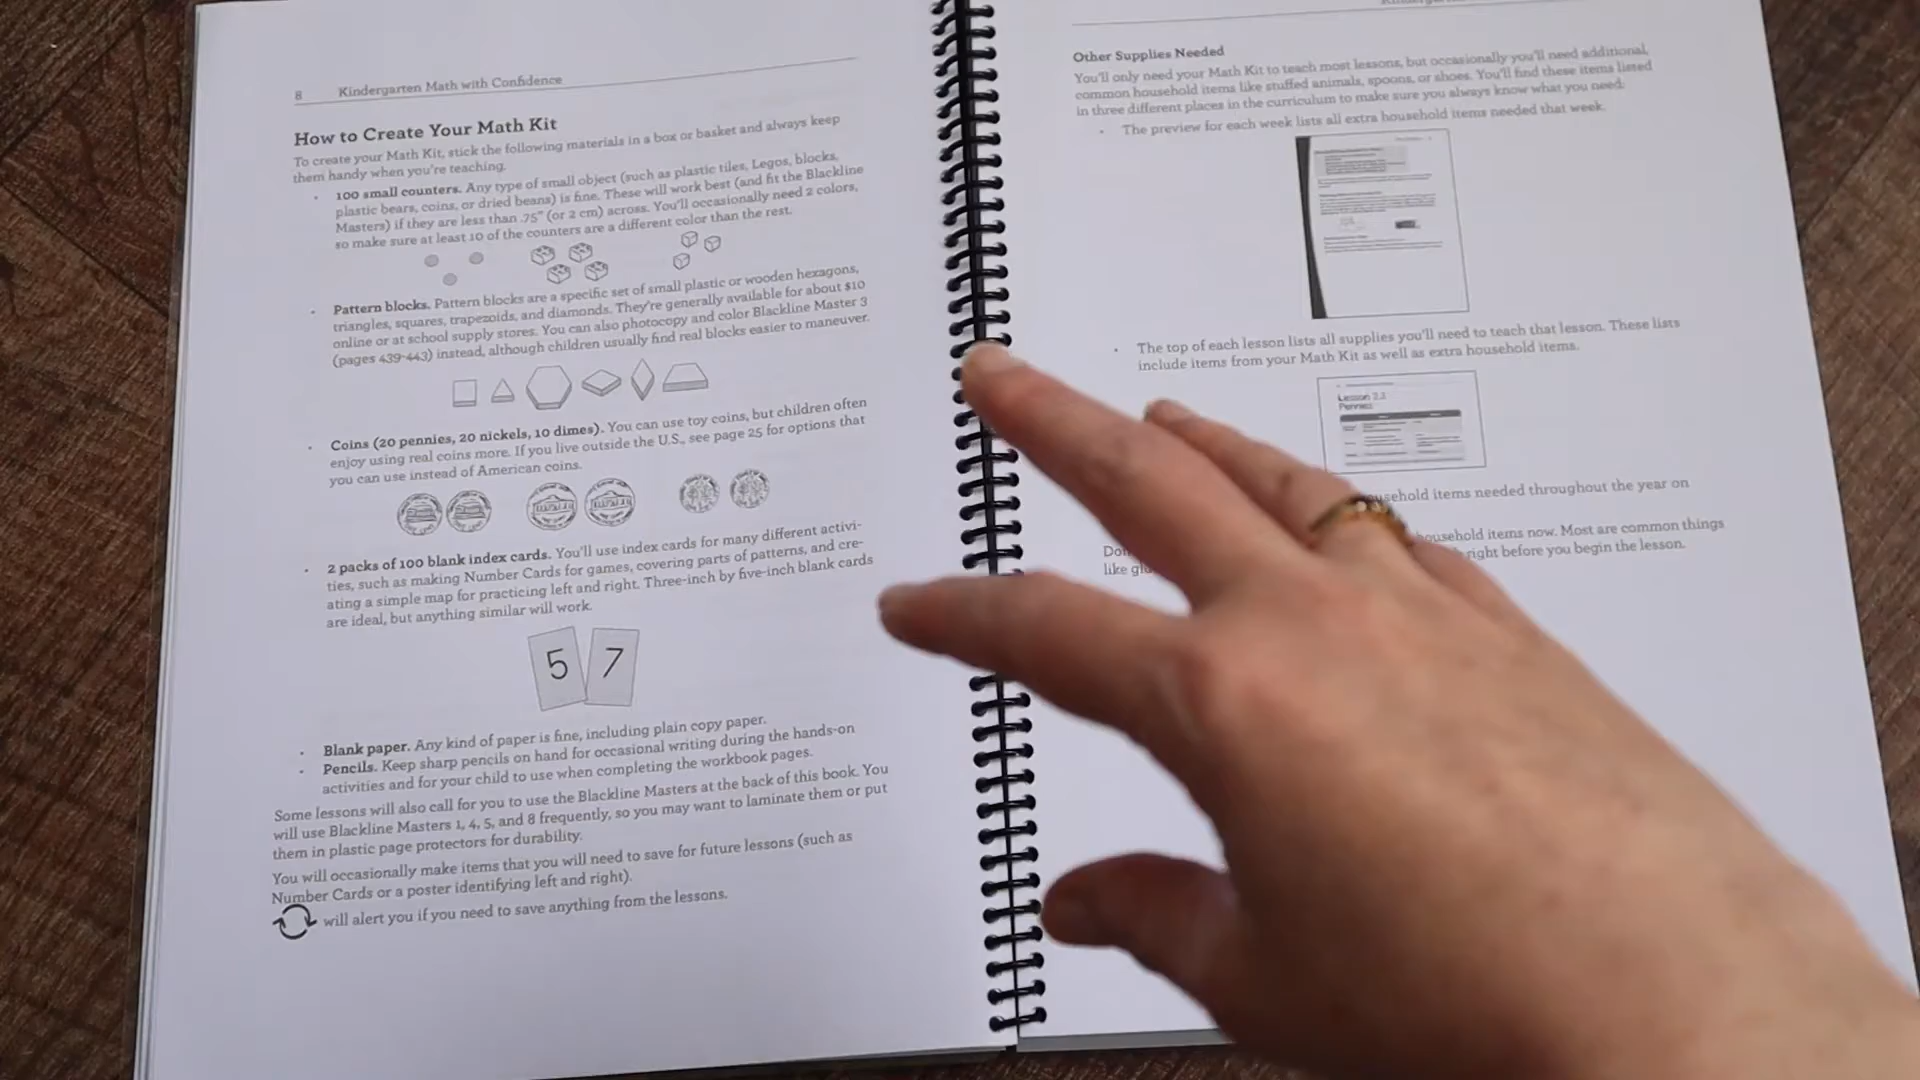 8 Kindergarten Math with Confidence
How to Create Your Math Kit
To create your Math Kit, stick the following materials in a box or basket and always keep
them handy when you're teaching.
• 100 small counters. Any type of small object (such as plastic tiles, Legos, blocks,
plastic bears, coins, or dried beans) is fine. These will work best (and fit the Blackline
Masters) if they are less than .75" (or 2 cm) across. You'll occasionally need 2 colors,
so make sure at least 10 of the counters are a different color than the rest.
• Pattern blocks. Pattern blocks are a specific set of small plastic or wooden hexagons,
triangles, squares, trapezoids, and diamonds. They're generally available for about $10
online or at school supply stores. You can also photocopy and color Blackline Master 3
(pages 439-443) instead, although children usually find real blocks easier to maneuver.
• Coins (20 pennies, 20 nickels, 10 dimes). You can use toy coins, but children often
enjoy using real coins more. If you live outside the U.S., see page 25 for options that
you can use instead of American coins.
• 2 packs of 100 blank index cards. You'll use index cards for many different activi-
ties, such as making Number Cards for games, covering parts of patterns, and cre-
ating a simple map for practicing left and right. Three-inch by five-inch blank cards
are ideal, but anything similar will work.
5 7
• Blank paper. Any kind of paper is fine, including plain copy paper.
• Pencils. Keep sharp pencils on hand for occasional writing during the hands-on
activities and for your child to use when completing the workbook pages.
Some lessons will also call for you to use the Blackline Masters at the back of this book. You
will use Blackline Masters 1, 4, 5, and 8 frequently, so you may want to laminate them or put
them in plastic page protectors for durability.
You will occasionally make items that you will need to save for future lessons (such as
Number Cards or a poster identifying left and right).
will alert you if you need to save anything from the lessons.
Other Supplies Needed
You'll only need your Math Kit to teach most lessons, but occasionally you'll need additional,
common household items like stuffed animals, spoons, or shoes. You'll find these items listed
in three different places in the curriculum to make sure you always know what you need:
• The preview for each week lists all extra household items needed that week.
• The top of each lesson lists all supplies you'll need to teach that lesson. These lists
include items from your Math Kit as well as extra household items.
Lesson 2.3
Pennies
household items needed throughout the year on
household items now. Most are common things
like right before you begin the lesson.